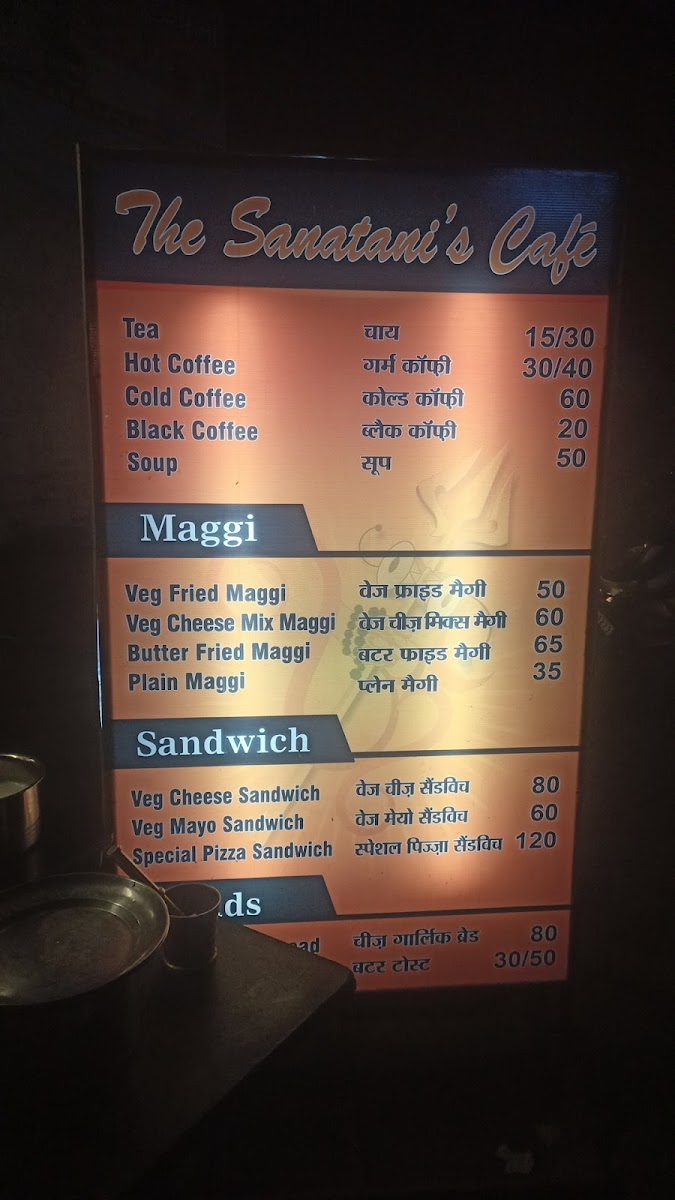 The Sanatani's Café
Tea चाय 15/30
Hot Coffee गर्म कॉफ़ी 30/40
Cold Coffee कोल्ड कॉफ़ी 60
Black Coffee ब्लैक कॉफ़ी 20
Soup सूप 50
Maggi
Veg Fried Maggi वेज फ्राइड मैगी 50
Veg Cheese Mix Maggi वेज चीज़ मिक्स मैगी 60
Butter Fried Maggi बटर फाइड मैगी 65
Plain Maggi प्लेन मैगी 35
Sandwich
Veg Cheese Sandwich वेज चीज़ सैंडविच 80
Veg Mayo Sandwich वेज मेयो सैंडविच 60
Special Pizza Sandwich स्पेशल पिज्ज़ा सैंडविच 120
चीज़ गार्लिक ब्रेड 80
बटर टोस्ट 30/50